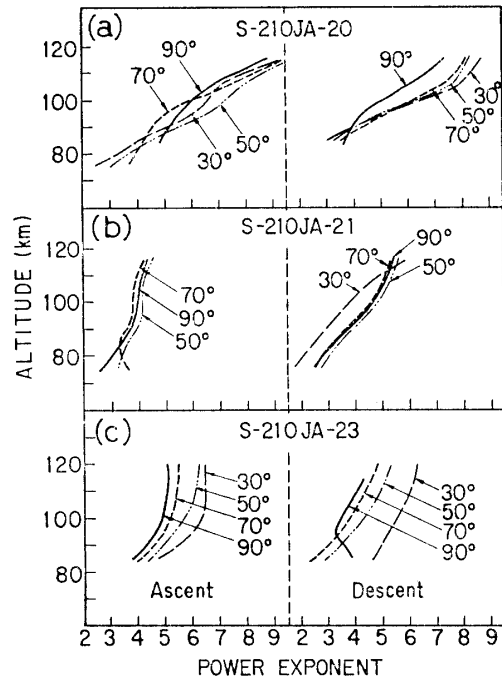 (a) S-210JA-20
120
100
80
70° 90° 30° 50°
90° 30° 50° 70°
(b) S-210JA-21
120
100
80
70°
90°
50°
30° 70° 90° 50°
(c) S-210JA-23
120
100
80
30°
50°
70°
90°
30°
50°
70°
90°
Ascent Descent
ALTITUDE (km)
2 3 4 5 6 7 8 9 2 3 4 5 6 7 8 9
POWER EXPONENT